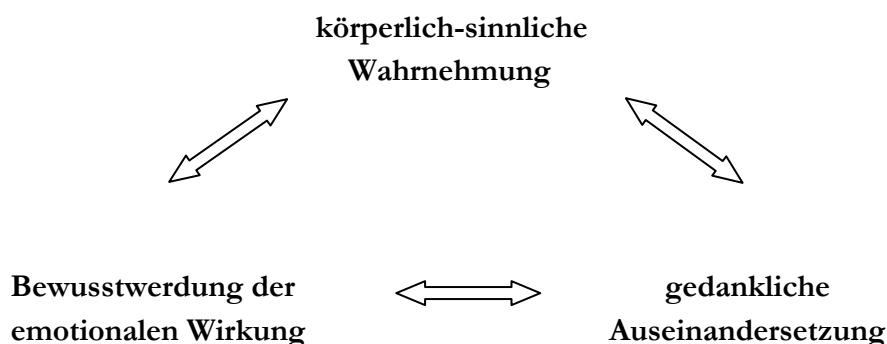 körperlich-sinnliche
Wahrnehmung
Bewusstwerdung der
emotionalen Wirkung
gedankliche
Auseinandersetzung